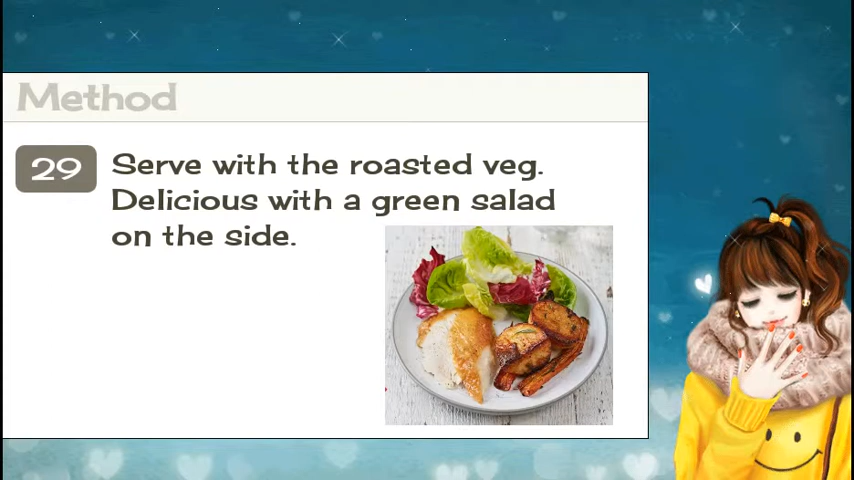 Method
29
Serve with the roasted veg.
Delicious with a green salad
on the side.